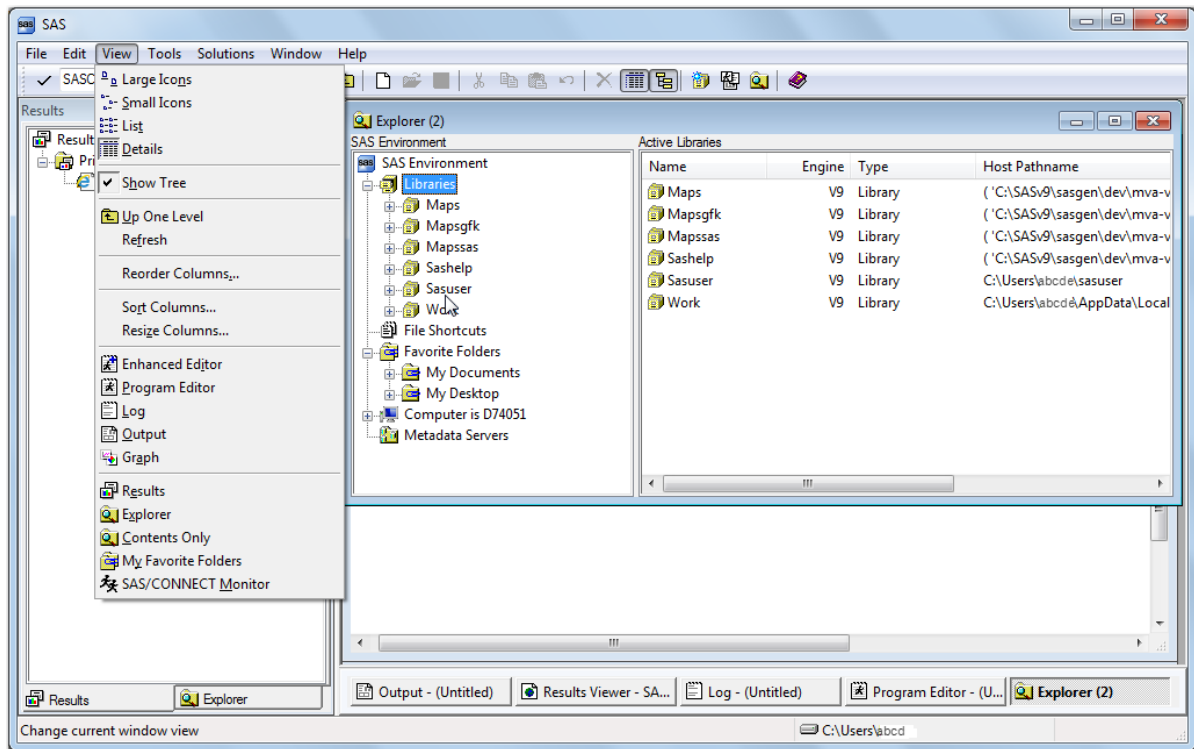 SAS
File Edit View Tools Solutions Window Help
SASC
Large Icons
Small Icons
List
Details
Show Tree
Up One Level
Refresh
Reorder Columns...
Sort Columns...
Resize Columns...
Enhanced Editor
Program Editor
Log
Output
Graph
Results
Explorer
Contents Only
My Favorite Folders
SAS/CONNECT Monitor
Results
Result
Pri
Explorer (2)
SAS Environment
SAS Environment
Libraries
Maps
Mapsgfk
Mapssas
Sashelp
Sasuser
Work
File Shortcuts
Favorite Folders
My Documents
My Desktop
Computer is D74051
Metadata Servers
Active Libraries
Name Engine Type Host Pathname
Maps V9 Library ( 'C:\SASv9\sasgen\dev\mva-v
Mapsgfk V9 Library ( 'C:\SASv9\sasgen\dev\mva-v
Mapssas V9 Library ( 'C:\SASv9\sasgen\dev\mva-v
Sashelp V9 Library ( 'C:\SASv9\sasgen\dev\mva-v
Sasuser V9 Library C:\Users\abcde\sasuser
Work V9 Library C:\Users\abcde\AppData\Local
Results Explorer
Output - (Untitled) Results Viewer - SA... Log - (Untitled) Program Editor - (U... Explorer (2)
Change current window view C:\Users\abcd